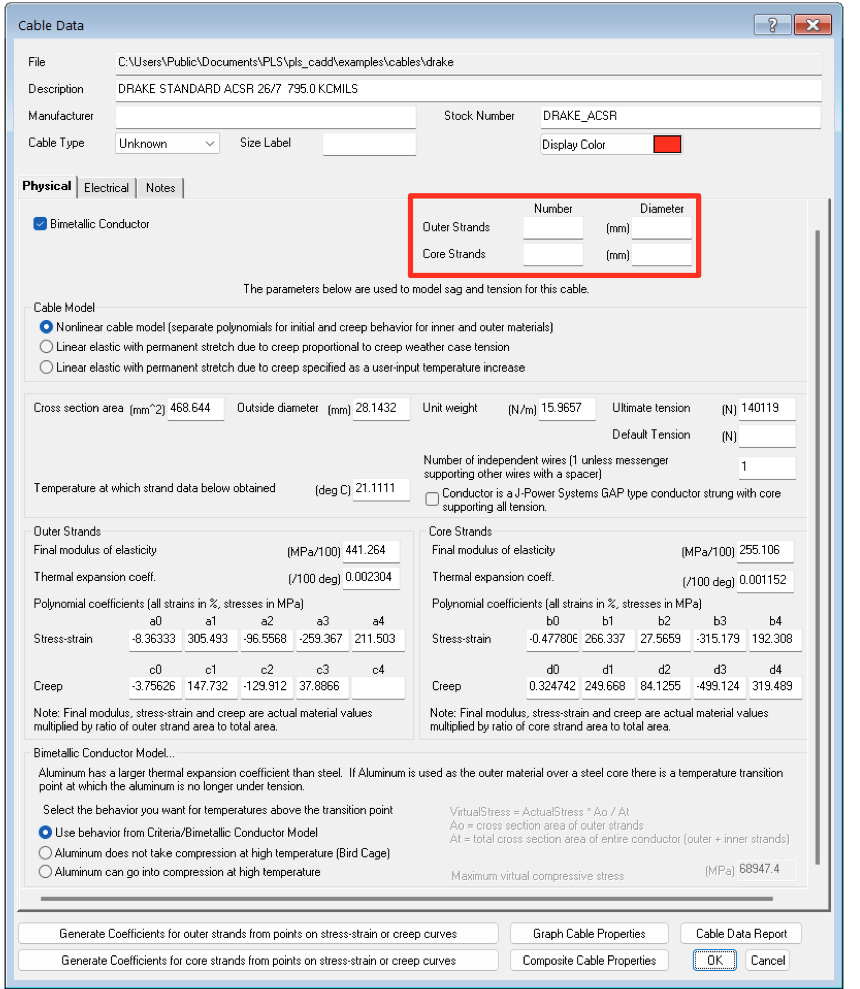 Cable Data
File C:\Users\Public\Documents\PLS\pls_cadd\examples\cables\drake
Description DRAKE STANDARD ACSR 26/7 795.0 KCMILS
Manufacturer Stock Number DRAKE_ACSR
Cable Type Unknown Size Label Display Color
Physical Electrical Notes
Number Diameter
Bimetallic Conductor Outer Strands (mm)
Core Strands (mm)
The parameters below are used to model sag and tension for this cable.
Cable Model
Nonlinear cable model (separate polynomials for initial and creep behavior for inner and outer materials)
Linear elastic with permanent stretch due to creep proportional to creep weather case tension
Linear elastic with permanent stretch due to creep specified as a user-input temperature increase
Cross section area (mm^2) 468.644 Outside diameter (mm) 28.1432 Unit weight (N/m) 15.9657 Ultimate tension (N) 140119
Default Tension (N)
Number of independent wires (1 unless messenger
supporting other wires with a spacer) 1
Temperature at which strand data below obtained (deg C) 21.1111
Conductor is a J-Power Systems GAP type conductor strung with core
supporting all tension.
Outer Strands
Final modulus of elasticity (MPa/100) 441.264
Thermal expansion coeff. (/100 deg) 0.002304
Polynomial coefficients (all strains in %, stresses in MPa)
a0 a1 a2 a3 a4
Stress-strain -8.36333 305.493 -96.5568 -259.367 211.503
c0 c1 c2 c3 c4
Creep -3.75626 147.732 -129.912 37.8866
Note: Final modulus, stress-strain and creep are actual material values
multiplied by ratio of outer strand area to total area.
Core Strands
Final modulus of elasticity (MPa/100) 255.106
Thermal expansion coeff. (/100 deg) 0.001152
Polynomial coefficients (all strains in %, stresses in MPa)
b0 b1 b2 b3 b4
Stress-strain -0.477806 266.337 27.5659 -315.179 192.308
d0 d1 d2 d3 d4
Creep 0.324742 249.668 84.1255 -499.124 319.489
Note: Final modulus, stress-strain and creep are actual material values
multiplied by ratio of core strand area to total area.
Bimetallic Conductor Model...
Aluminum has a larger thermal expansion coefficient than steel. If Aluminum is used as the outer material over a steel core there is a temperature transition
point at which the aluminum is no longer under tension.
Select the behavior you want for temperatures above the transition point
Use behavior from Criteria/Bimetallic Conductor Model
Aluminum does not take compression at high temperature (Bird Cage)
Aluminum can go into compression at high temperature
VirtualStress = ActualStress * Ao / At
Ao = cross section area of outer strands
At = total cross section area of entire conductor (outer + inner strands)
Maximum virtual compressive stress (MPa) 68947.4
Generate Coefficients for outer strands from points on stress-strain or creep curves Graph Cable Properties Cable Data Report
Generate Coefficients for core strands from points on stress-strain or creep curves Composite Cable Properties OK Cancel